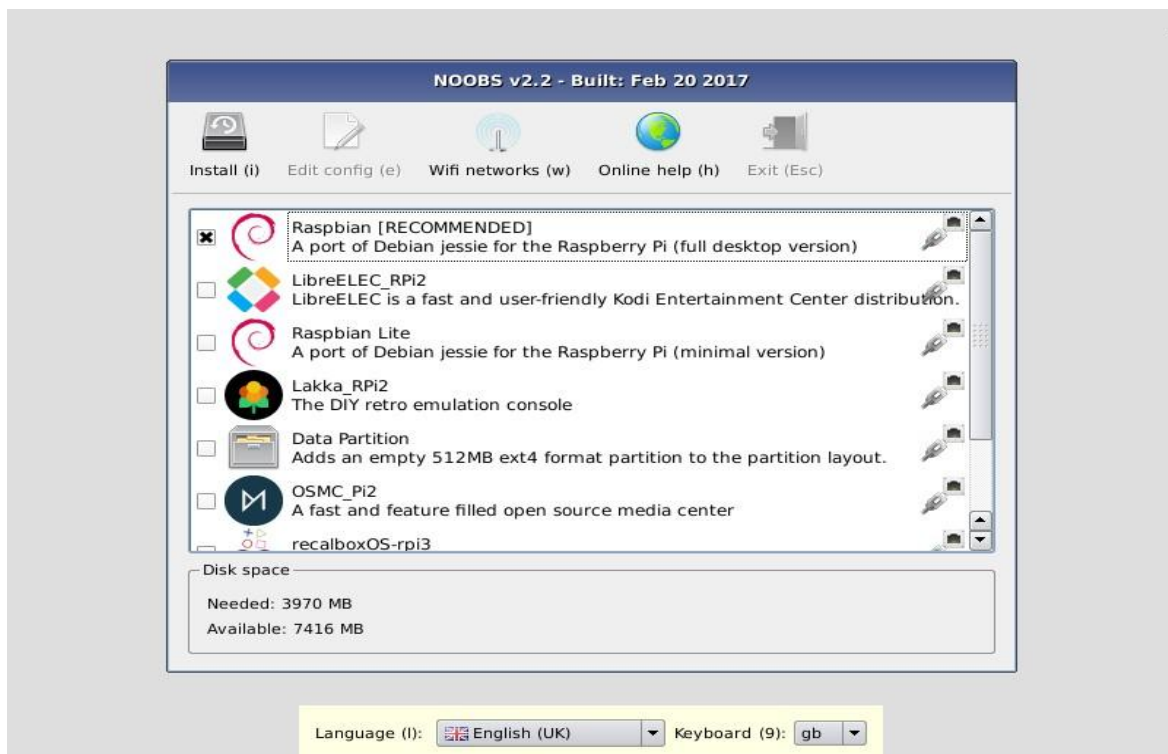 NOOBS v2.2 - Built: Feb 20 2017
Install (i) Edit config (e) Wifi networks (w) Online help (h) Exit (Esc)
Raspbian [RECOMMENDED]
A port of Debian jessie for the Raspberry Pi (full desktop version)
LibreELEC_RPi2
LibreELEC is a fast and user-friendly Kodi Entertainment Center distribution.
Raspbian Lite
A port of Debian jessie for the Raspberry Pi (minimal version)
Lakka_RPi2
The DIY retro emulation console
Data Partition
Adds an empty 512MB ext4 format partition to the partition layout.
OSMC_Pi2
A fast and feature filled open source media center
recalboxOS-rpi3
Disk space
Needed: 3970 MB
Available: 7416 MB
Language (l): English (UK) Keyboard (9): gb